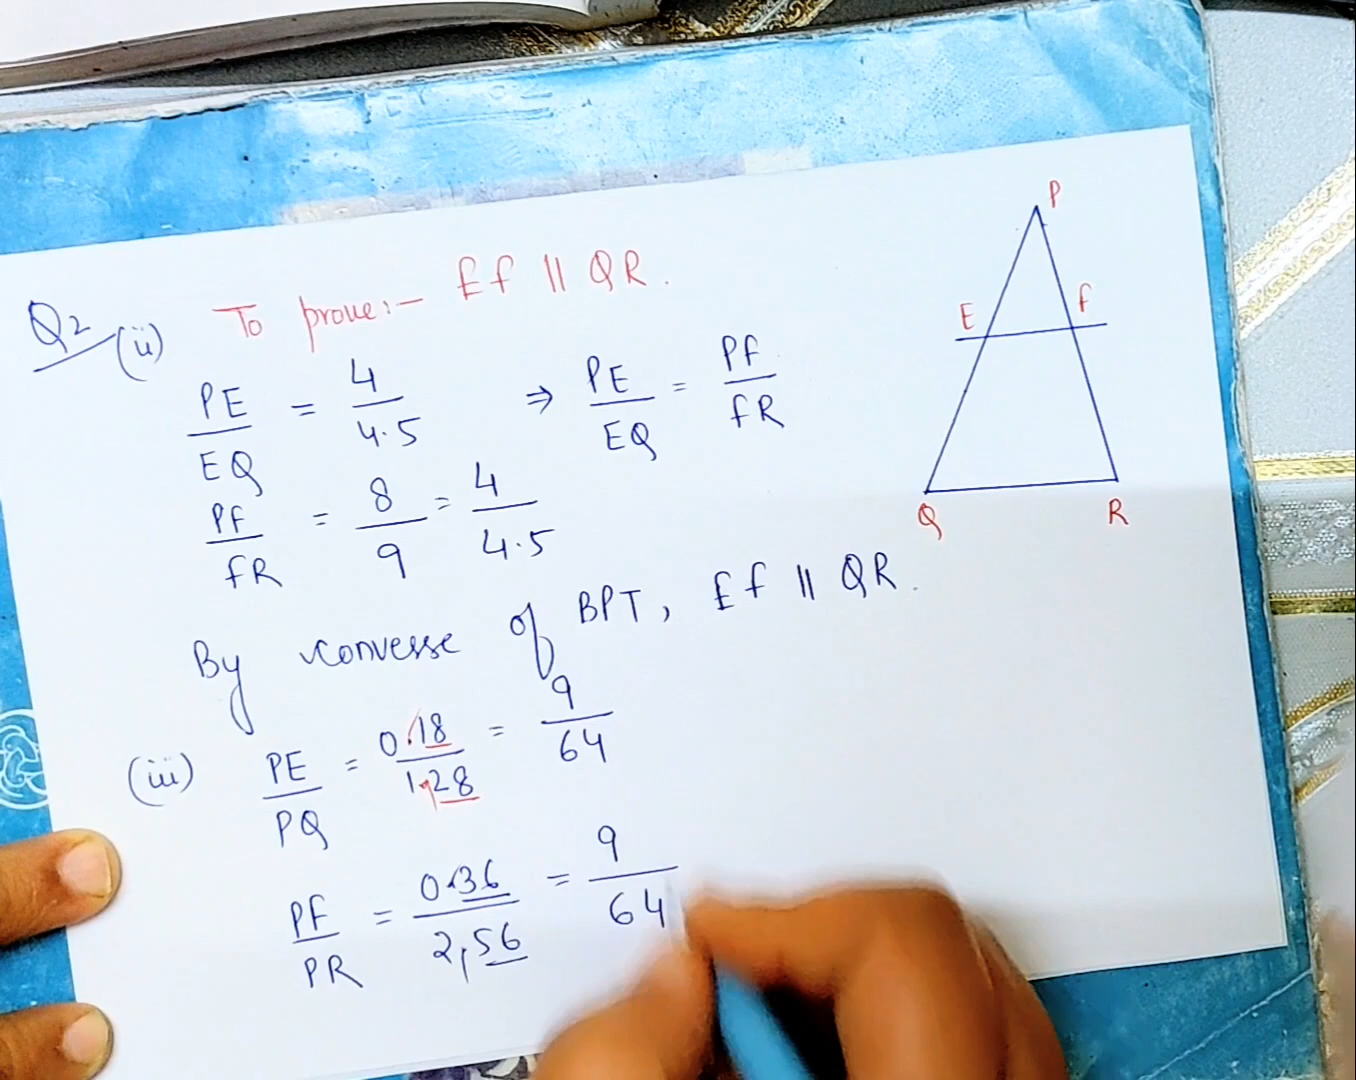 Q2 (ii) To prove:- EF || QR.
PE/EQ = 4/4.5 ⇒ PE/EQ = PF/FR
PF/FR = 8/9 = 4/4.5
By converse of BPT, EF || QR.
(iii) PE/PQ = 0.18/1.28 = 9/64
PF/PR = 0.36/2.56 = 9/64
P
E F
Q R